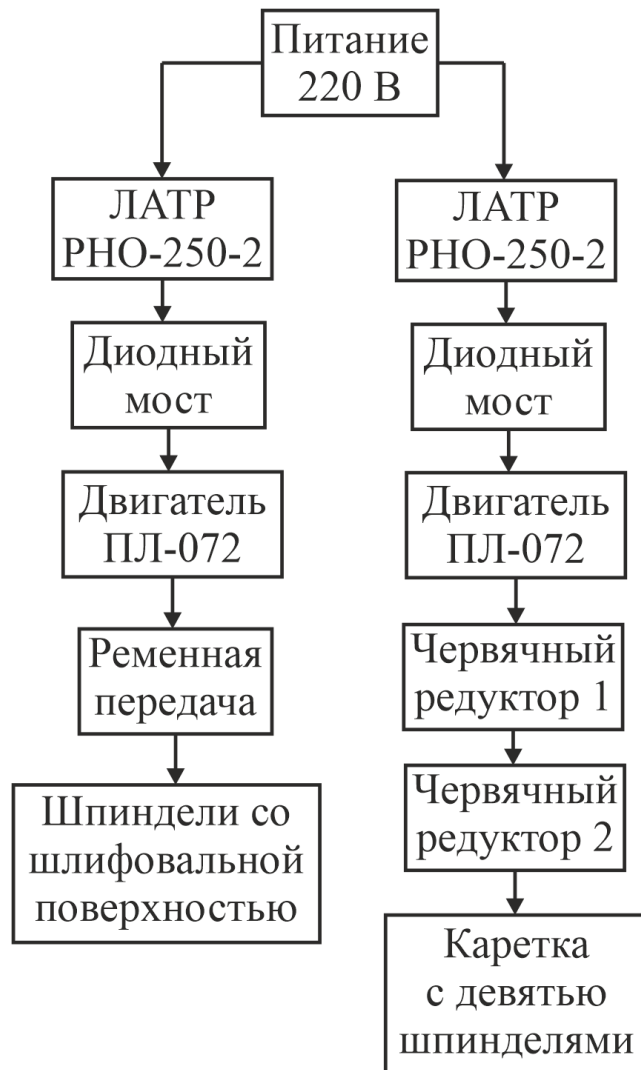 Питание
220 В
ЛАТР
РНО-250-2
Диодный
мост
Двигатель
ПЛ-072
Ременная
передача
Шпиндели со
шлифовальной
поверхностью
ЛАТР
РНО-250-2
Диодный
мост
Двигатель
ПЛ-072
Червячный
редуктор 1
Червячный
редуктор 2
Каретка
с девятью
шпинделями